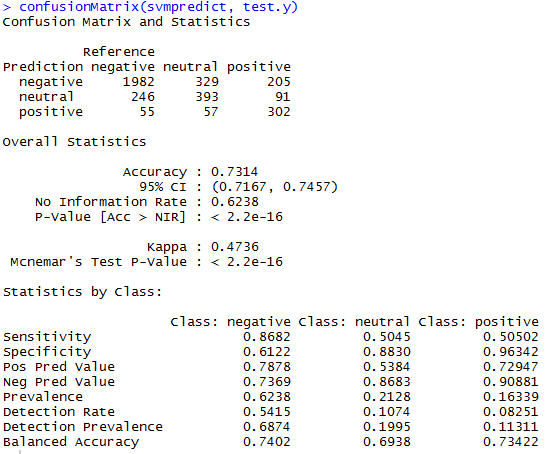 > confusionMatrix(svmpredict, test.y)
Confusion Matrix and Statistics
Reference
Prediction negative neutral positive
negative 1982 329 205
neutral 246 393 91
positive 55 57 302
Overall Statistics
Accuracy : 0.7314
95% CI : (0.7167, 0.7457)
No Information Rate : 0.6238
P-Value [Acc > NIR] : < 2.2e-16
Kappa : 0.4736
Mcnemar's Test P-Value : < 2.2e-16
Statistics by Class:
Class: negative Class: neutral Class: positive
Sensitivity 0.8682 0.5045 0.50502
Specificity 0.6122 0.8830 0.96342
Pos Pred Value 0.7878 0.5384 0.72947
Neg Pred Value 0.7369 0.8683 0.90881
Prevalence 0.6238 0.2128 0.16339
Detection Rate 0.5415 0.1074 0.08251
Detection Prevalence 0.6874 0.1995 0.11311
Balanced Accuracy 0.7402 0.6938 0.73422